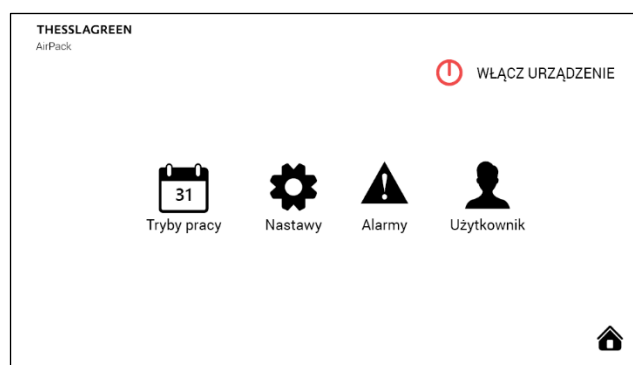 THESSLAGREEN
AirPack
WŁĄCZ URZĄDZENIE
31
Tryby pracy
Nastawy
Alarmy
Użytkownik